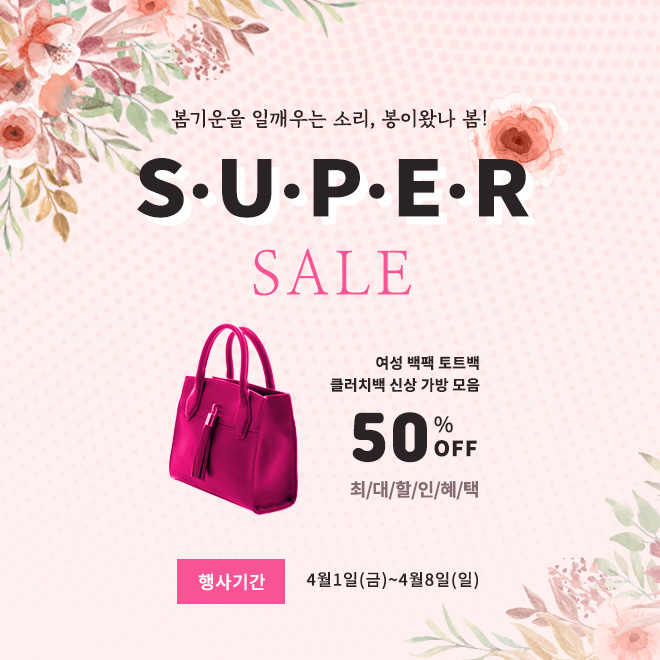 봄기운을 일깨우는 소리, 봉이왔나 봄!
S·U·P·E·R
SALE
여성 백팩 토트백
클러치백 신상 가방 모음
50% OFF
최/대/할/인/혜/택
행사기간 4월1일(금)~4월8일(일)